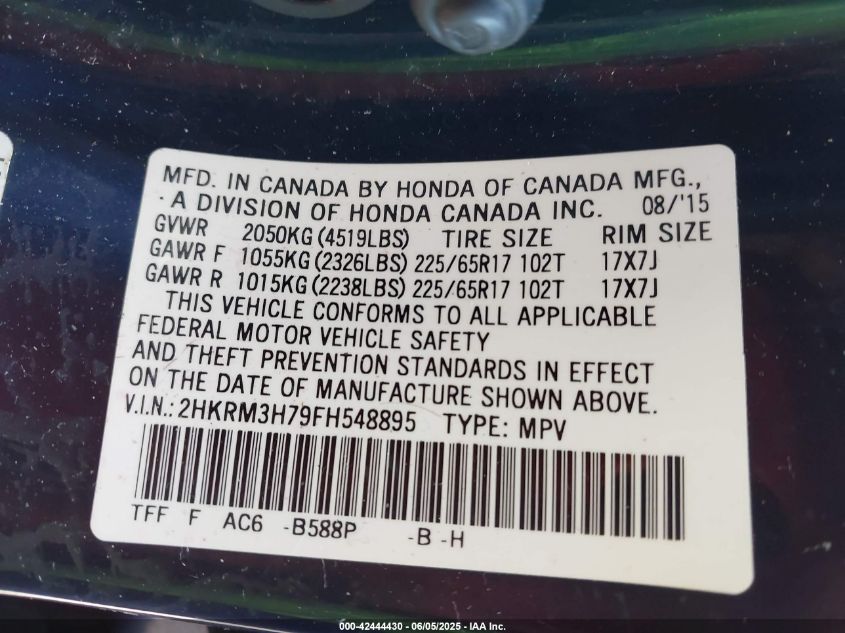 MFD. IN CANADA BY HONDA OF CANADA MFG.,
A DIVISION OF HONDA CANADA INC. 08/'15
GVWR 2050KG (4519LBS) TIRE SIZE RIM SIZE
GAWR F 1055KG (2326LBS) 225/65R17 102T 17X7J
GAWR R 1015KG (2238LBS) 225/65R17 102T 17X7J
THIS VEHICLE CONFORMS TO ALL APPLICABLE
FEDERAL MOTOR VEHICLE SAFETY
AND THEFT PREVENTION STANDARDS IN EFFECT
ON THE DATE OF MANUFACTURE SHOWN ABOVE.
V.I.N.: 2HKRM3H79FH548895 TYPE: MPV
TFF F AC6 -B588P -B -H
000-42444430 - 06/05/2025 - IAA Inc.